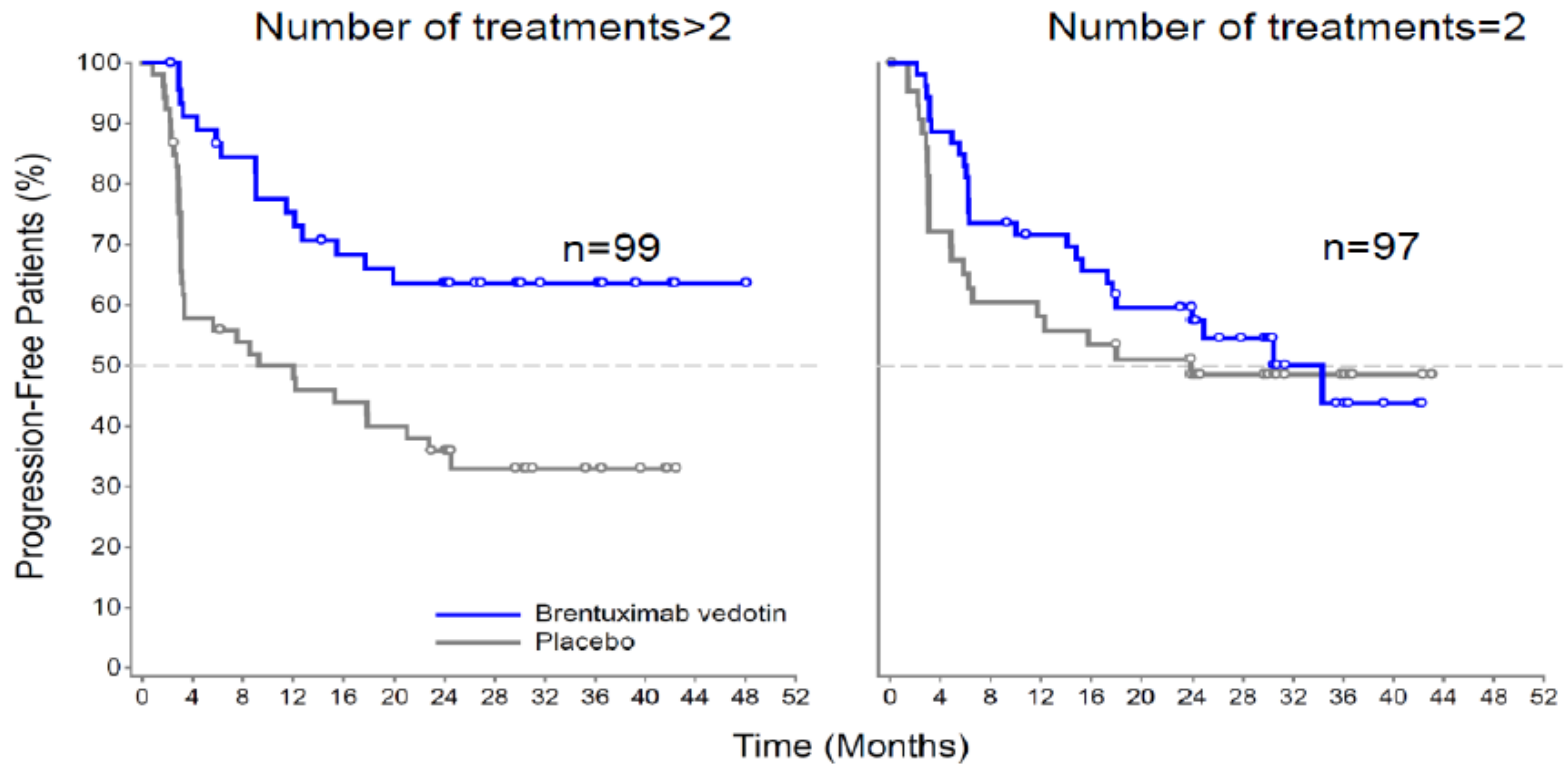 Number of treatments>2
Number of treatments=2
Progression-Free Patients (%)
100
90
80
70
60
50
40
30
20
10
0
n=99
n=97
Brentuximab vedotin
Placebo
0 4 8 12 16 20 24 28 32 36 40 44 48 52
0 4 8 12 16 20 24 28 32 36 40 44 48 52
Time (Months)